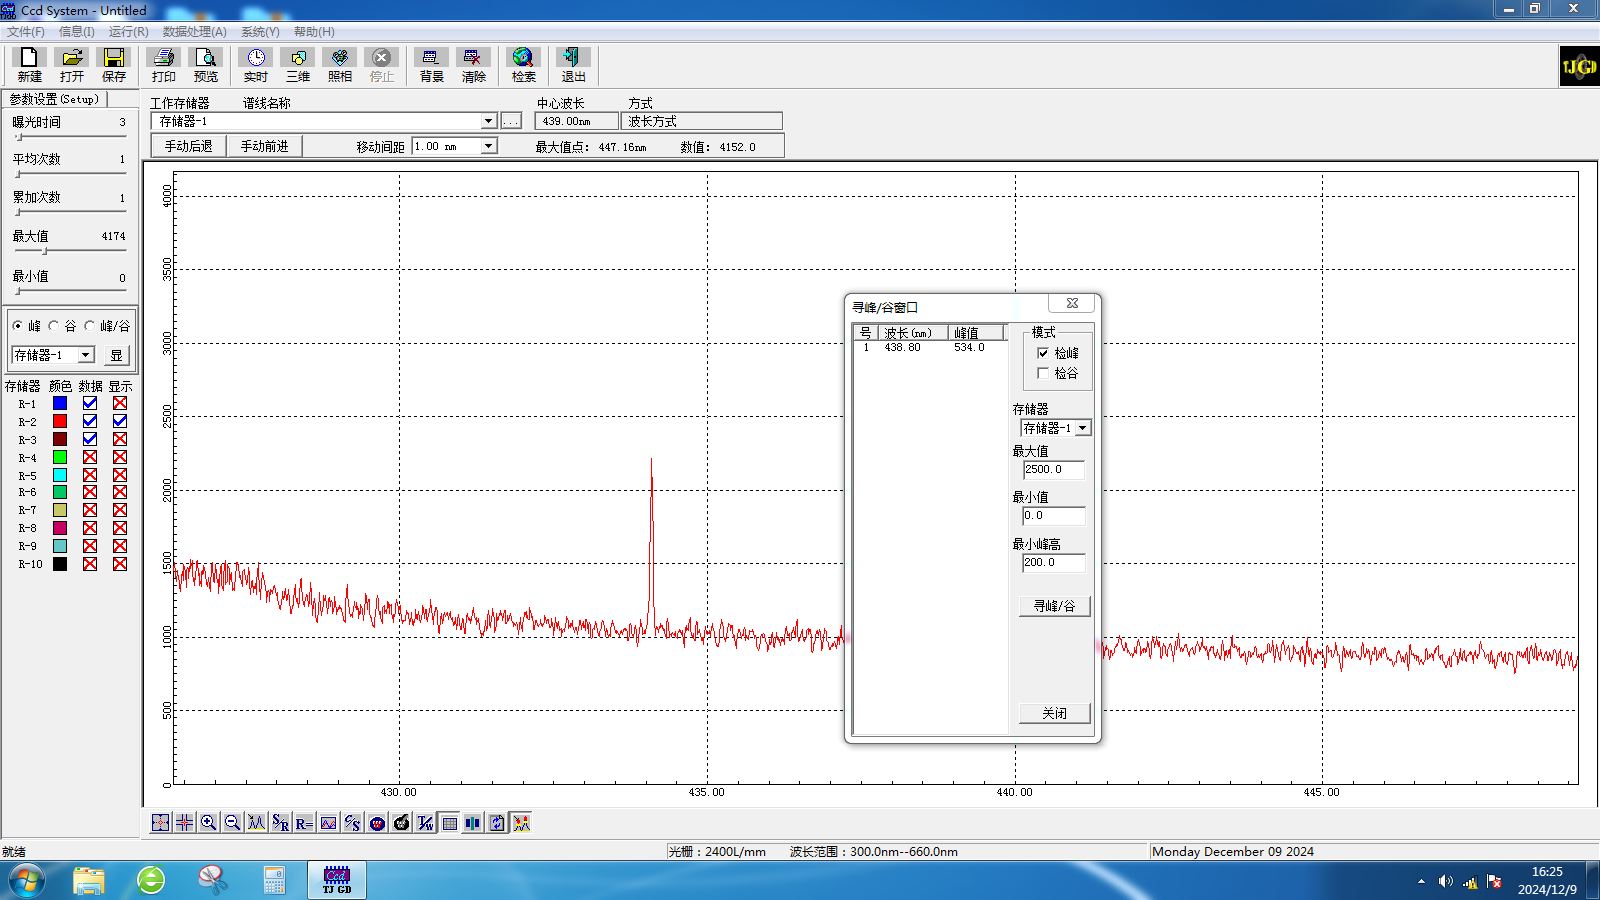 Ccd System - Untitled
文件(F) 信息(I) 运行(R) 数据处理(A) 系统(Y) 帮助(H)
新建 打开 保存 打印 预览 实时 三维 照相 停止 背景 清除 检索 退出
TJGD
参数设置(Setup)
曝光时间 3
平均次数 1
累加次数 1
最大值 4174
最小值 0
峰 谷 峰/谷
存储器-1 显
存储器 颜色 数据 显示
R-1
R-2
R-3
R-4
R-5
R-6
R-7
R-8
R-9
R-10
工作存储器 谱线名称 中心波长 方式
存储器-1 ... 439.00nm 波长方式
手动后退 手动前进 移动间距 1.00 nm 最大值点: 447.16nm 数值: 4152.0
4000
3500
3000
2500
2000
1500
1000
500
0
430.00 435.00 440.00 445.00
寻峰/谷窗口
号 波长(nm) 峰值
1 438.80 534.0
模式
检峰
检谷
存储器
存储器-1
最大值
2500.0
最小值
0.0
最小峰高
200.0
寻峰/谷
关闭
就绪 光栅：2400L/mm 波长范围：300.0nm--660.0nm Monday December 09 2024
Ccd
TJ GD
16:25
2024/12/9